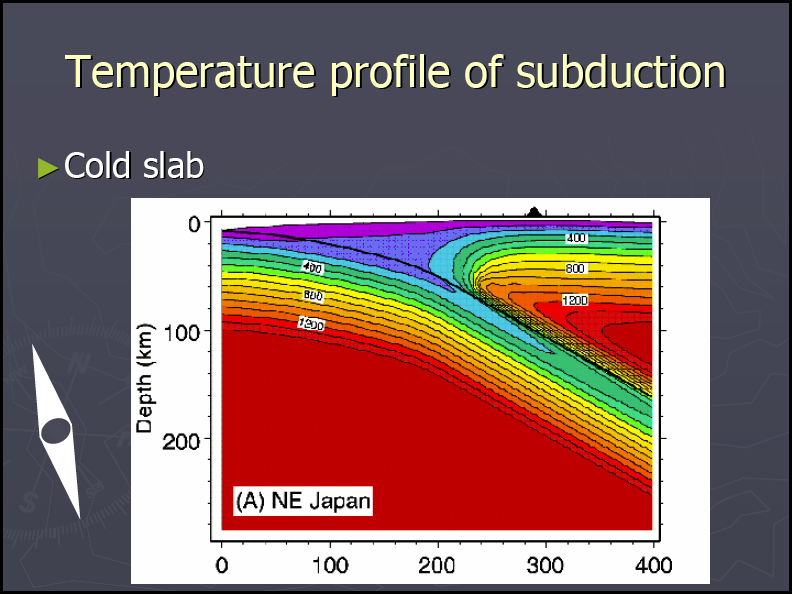 Temperature profile of subduction
►Cold slab
0
400
400
800
800
1200
1200
100
200
Depth (km)
(A) NE Japan
0 100 200 300 400
N
S